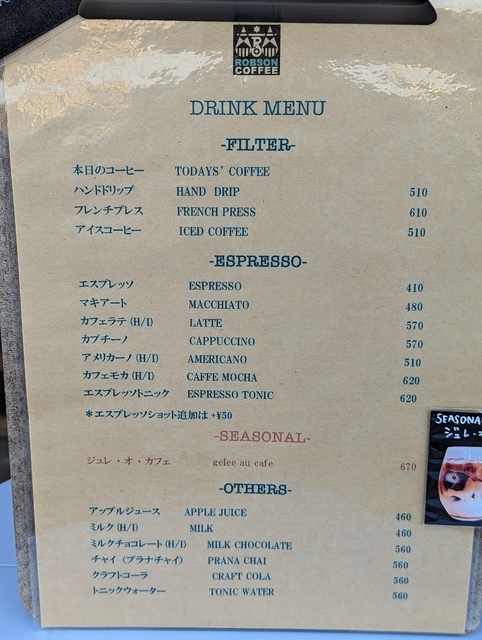 ROBSON
COFFEE
DRINK MENU
-FILTER-
本日のコーヒー TODAYS' COFFEE
ハンドドリップ HAND DRIP 510
フレンチプレス FRENCH PRESS 610
アイスコーヒー ICED COFFEE 510
-ESPRESSO-
エスプレッソ ESPRESSO 410
マキアート MACCHIATO 480
カフェラテ (H/I) LATTE 570
カプチーノ CAPPUCCINO 570
アメリカーノ (H/I) AMERICANO 510
カフェモカ (H/I) CAFFE MOCHA 620
エスプレッソトニック ESPRESSO TONIC 620
＊エスプレッソショット追加は +¥50
-SEASONAL-
ジュレ・オ・カフェ gelee au cafe 670
-OTHERS-
アップルジュース APPLE JUICE 460
ミルク (H/I) MILK 460
ミルクチョコレート (H/I) MILK CHOCOLATE 560
チャイ (プラナチャイ) PRANA CHAI 560
クラフトコーラ CRAFT COLA 560
トニックウォーター TONIC WATER 560
SEASONA
ジュレ・